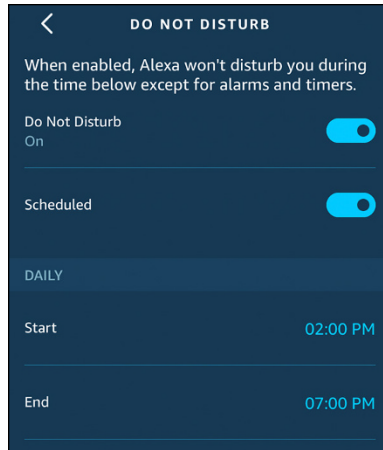 DO NOT DISTURB
When enabled, Alexa won't disturb you during
the time below except for alarms and timers.
Do Not Disturb
On
Scheduled
DAILY
Start 02:00 PM
End 07:00 PM